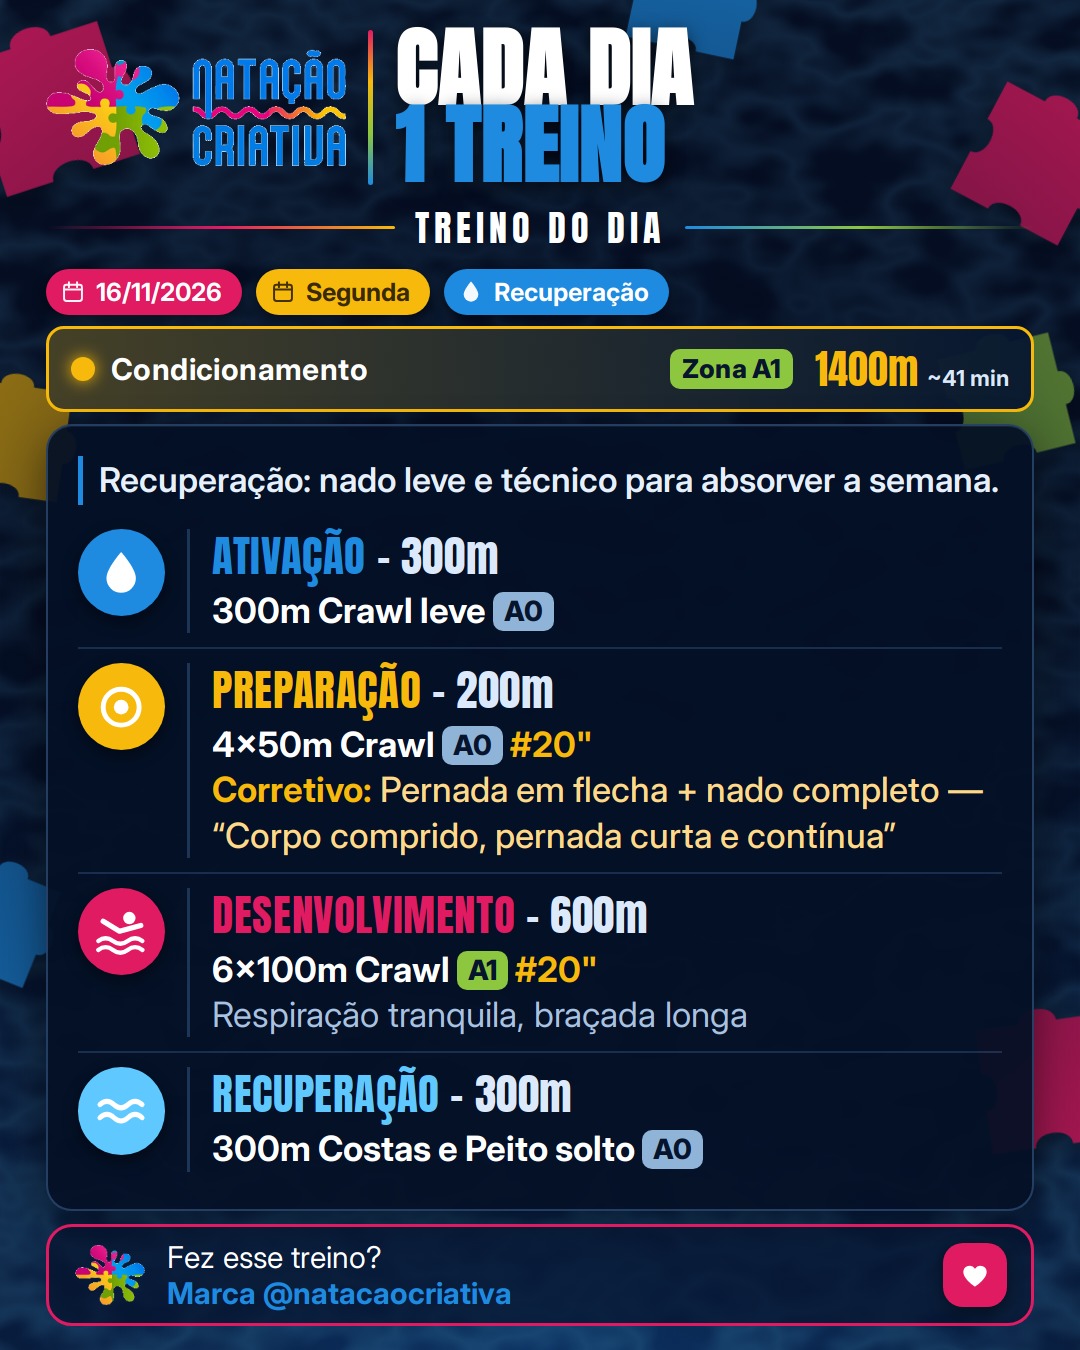 NATAÇÃO
CRIATIVA
CADA DIA
1 TREINO
TREINO DO DIA
16/11/2026
Segunda
Recuperação
Condicionamento
Zona A1
1400m ~41 min
Recuperação: nado leve e técnico para absorver a semana.
ATIVAÇÃO - 300m
300m Crawl leve A0
PREPARAÇÃO - 200m
4×50m Crawl A0 #20"
Corretivo: Pernada em flecha + nado completo —
“Corpo comprido, pernada curta e contínua”
DESENVOLVIMENTO - 600m
6×100m Crawl A1 #20"
Respiração tranquila, braçada longa
RECUPERAÇÃO - 300m
300m Costas e Peito solto A0
Fez esse treino?
Marca @natacaocriativa